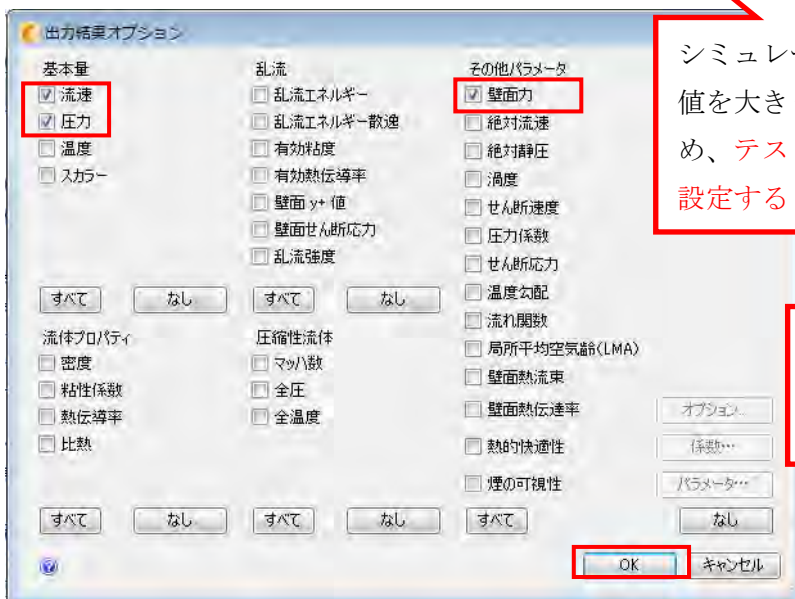 出力結果オプション
基本量
流速
圧力
温度
スカラー
すべて
なし
乱流
乱流エネルギー
乱流エネルギー散逸
有効粘度
有効熱伝導率
壁面 y+ 値
壁面せん断応力
乱流強度
すべて
なし
その他パラメータ
壁面力
絶対流速
絶対静圧
渦度
せん断速度
圧力係数
せん断応力
温度勾配
流れ関数
局所平均空気齢(LMA)
壁面熱流束
壁面熱伝達率
オプション...
熱的快適性
係数...
煙の可視性
パラメータ...
すべて
なし
流体プロパティ
密度
粘性係数
熱伝導率
比熱
すべて
なし
圧縮性流体
マッハ数
全圧
全温度
すべて
なし
OK
キャンセル
シミュレ
値を大き
め、テス
設定する